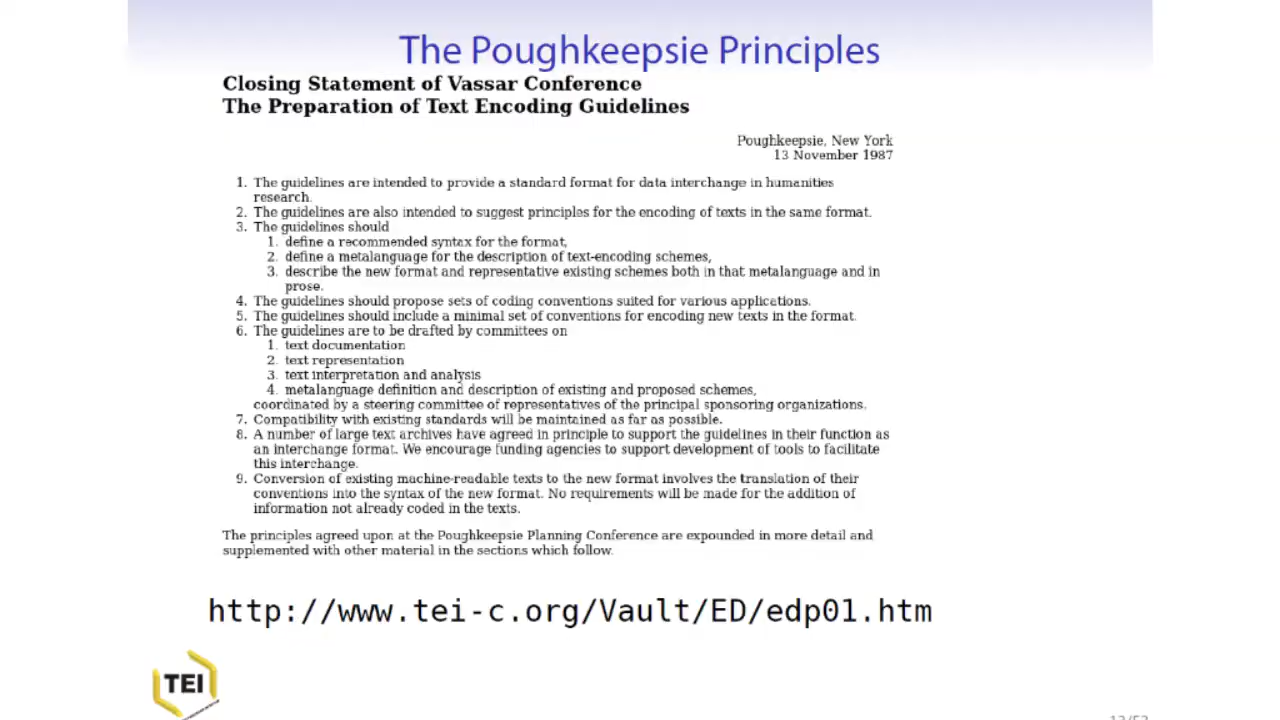 The Poughkeepsie Principles
Closing Statement of Vassar Conference
The Preparation of Text Encoding Guidelines
Poughkeepsie, New York
13 November 1987
1. The guidelines are intended to provide a standard format for data interchange in humanities
research.
2. The guidelines are also intended to suggest principles for the encoding of texts in the same format.
3. The guidelines should
1. define a recommended syntax for the format,
2. define a metalanguage for the description of text-encoding schemes,
3. describe the new format and representative existing schemes both in that metalanguage and in
prose.
4. The guidelines should propose sets of coding conventions suited for various applications.
5. The guidelines should include a minimal set of conventions for encoding new texts in the format.
6. The guidelines are to be drafted by committees on
1. text documentation
2. text representation
3. text interpretation and analysis
4. metalanguage definition and description of existing and proposed schemes,
coordinated by a steering committee of representatives of the principal sponsoring organizations.
7. Compatibility with existing standards will be maintained as far as possible.
8. A number of large text archives have agreed in principle to support the guidelines in their function as
an interchange format. We encourage funding agencies to support development of tools to facilitate
this interchange.
9. Conversion of existing machine-readable texts to the new format involves the translation of their
conventions into the syntax of the new format. No requirements will be made for the addition of
information not already coded in the texts.
The principles agreed upon at the Poughkeepsie Planning Conference are expounded in more detail and
supplemented with other material in the sections which follow.
http://www.tei-c.org/Vault/ED/edp01.htm
TEI